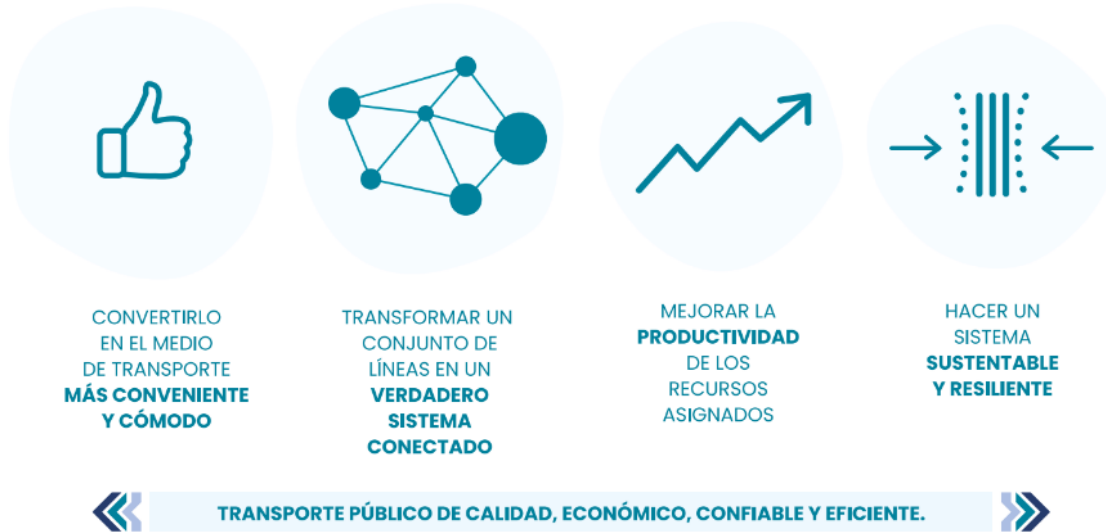 CONVERTIRLO
EN EL MEDIO
DE TRANSPORTE
MÁS CONVENIENTE
Y CÓMODO
TRANSFORMAR UN
CONJUNTO DE
LÍNEAS EN UN
VERDADERO
SISTEMA
CONECTADO
MEJORAR LA
PRODUCTIVIDAD
DE LOS
RECURSOS
ASIGNADOS
HACER UN
SISTEMA
SUSTENTABLE
Y RESILIENTE
TRANSPORTE PÚBLICO DE CALIDAD, ECONÓMICO, CONFIABLE Y EFICIENTE.